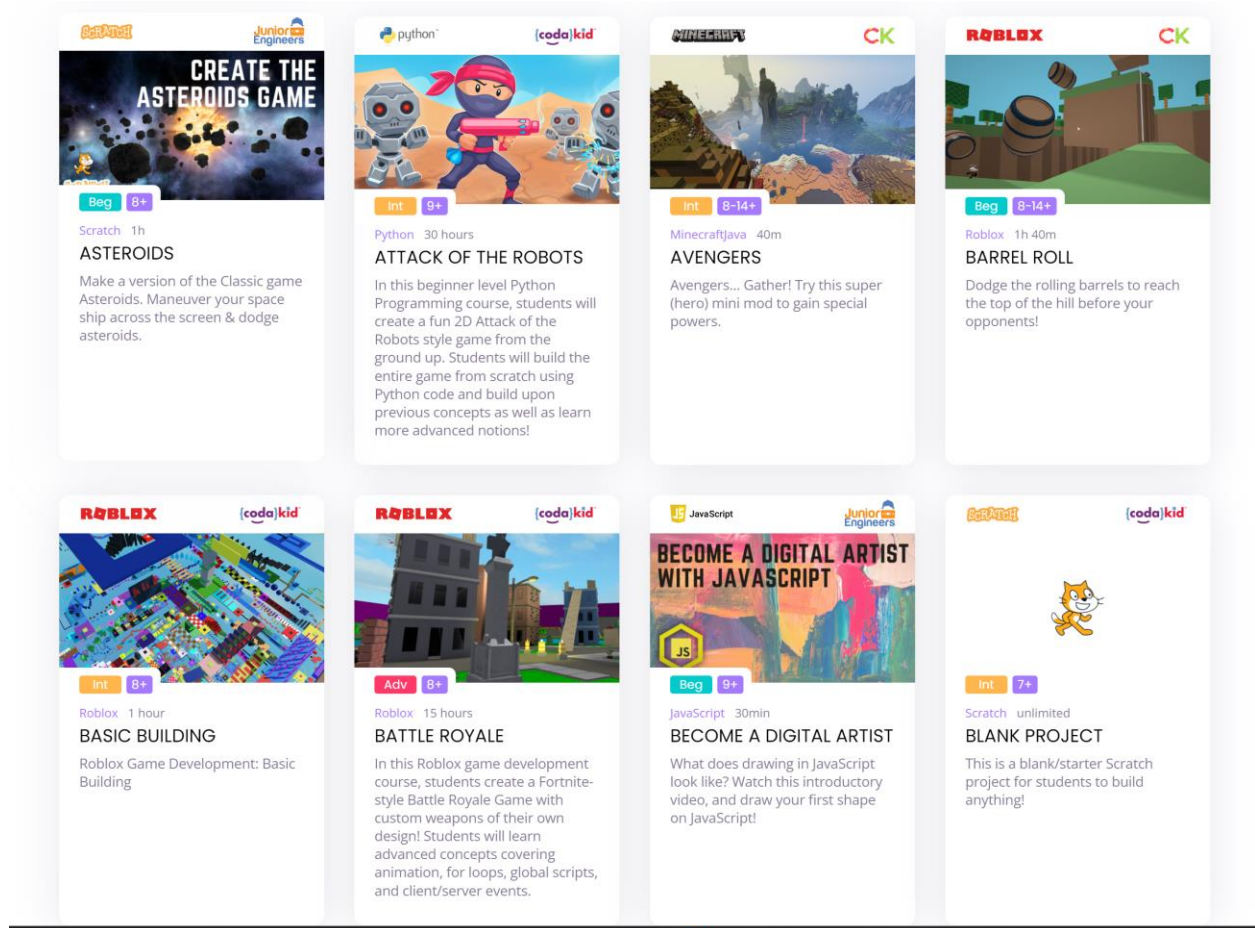 SCRATCH
Junior Engineers
CREATE THE
ASTEROIDS GAME
Beg 8+
Scratch 1h
ASTEROIDS
Make a version of the Classic game
Asteroids. Maneuver your space
ship across the screen & dodge
asteroids.
python
{coda}kid
Int 9+
Python 30 hours
ATTACK OF THE ROBOTS
In this beginner level Python
Programming course, students will
create a fun 2D Attack of the
Robots style game from the
ground up. Students will build the
entire game from scratch using
Python code and build upon
previous concepts as well as learn
more advanced notions!
MINECRAFT
CK
Int 8-14+
MinecraftJava 40m
AVENGERS
Avengers... Gather! Try this super
(hero) mini mod to gain special
powers.
ROBLOX
CK
Beg 8-14+
Roblox 1h 40m
BARREL ROLL
Dodge the rolling barrels to reach
the top of the hill before your
opponents!
ROBLOX
{coda}kid
Int 8+
Roblox 1 hour
BASIC BUILDING
Roblox Game Development: Basic
Building
ROBLOX
{coda}kid
Adv 8+
Roblox 15 hours
BATTLE ROYALE
In this Roblox game development
course, students create a Fortnite-
style Battle Royale Game with
custom weapons of their own
design! Students will learn
advanced concepts covering
animation, for loops, global scripts,
and client/server events.
JS JavaScript
Junior Engineers
BECOME A DIGITAL ARTIST
WITH JAVASCRIPT
JS
Beg 9+
JavaScript 30min
BECOME A DIGITAL ARTIST
What does drawing in JavaScript
look like? Watch this introductory
video, and draw your first shape
on JavaScript!
SCRATCH
{coda}kid
Int 7+
Scratch unlimited
BLANK PROJECT
This is a blank/starter Scratch
project for students to build
anything!